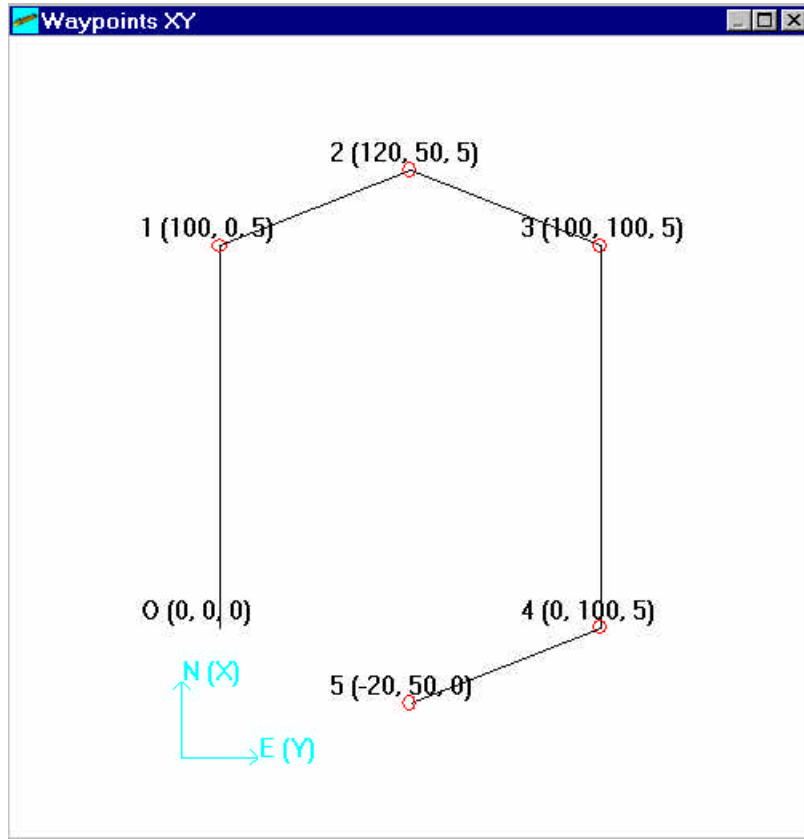 Waypoints XY
2 (120, 50, 5)
1 (100, 0, 5)
3 (100, 100, 5)
O (0, 0, 0)
4 (0, 100, 5)
N (X)
5 (-20, 50, 0)
E (Y)